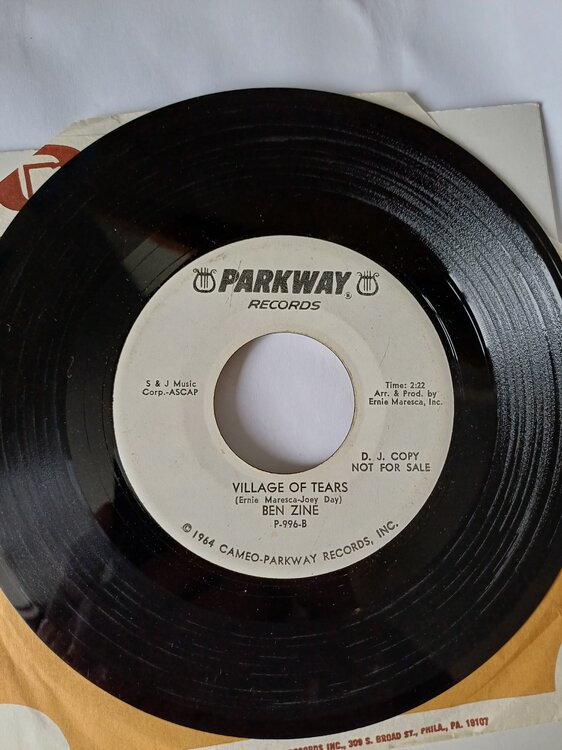 PARKWAY®
RECORDS
S & J Music
Corp.-ASCAP
Time: 2:22
Arr. & Prod. by
Ernie Maresca, Inc.
D. J. COPY
NOT FOR SALE
VILLAGE OF TEARS
(Ernie Maresca-Joey Day)
BEN ZINE
P-996-B
© 1964 CAMEO-PARKWAY RECORDS, INC.
RECORDS INC., 309 S. BROAD ST., PHILA., PA. 19107